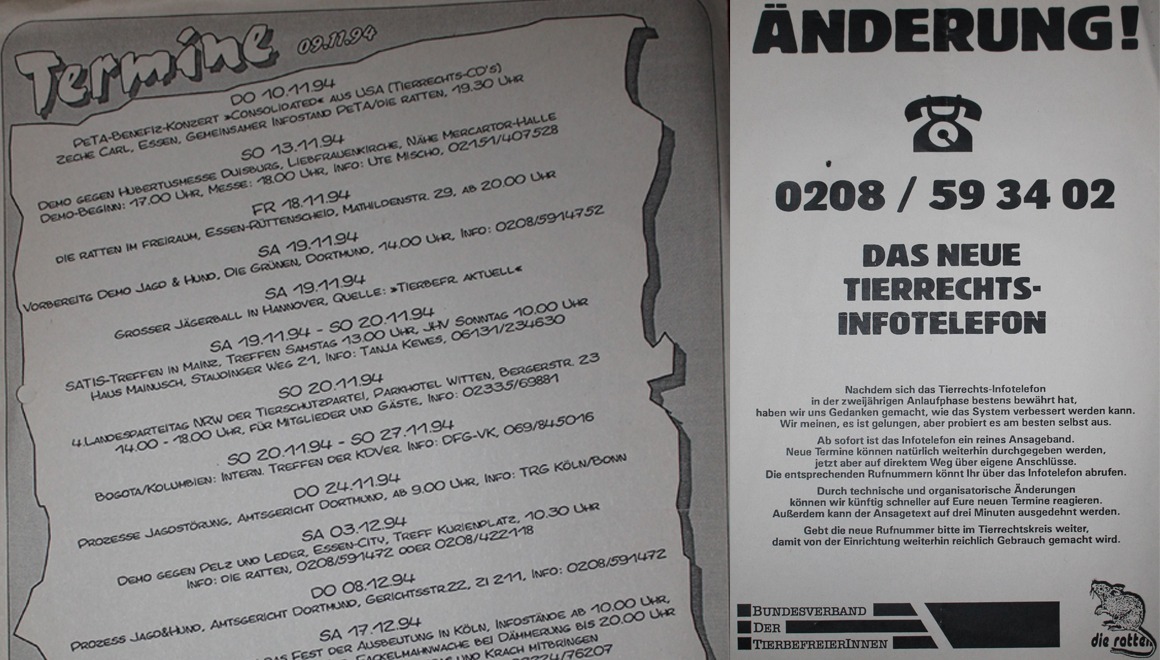 Termine 09.11.94
DO 10.11.94
PETA-BENEFIZ-KONZERT »CONSOLIDATED« AUS USA (TIERRECHTS-CD'S)
ZECHE CARL, ESSEN, GEMEINSAMER INFOSTAND PETA/DIE RATTEN, 19.30 UHR
SO 13.11.94
DEMO GEGEN HUBERTUSMESSE DUISBURG, LIEBFRAUENKIRCHE, NÄHE MERCARTOR-HALLE
DEMO-BEGINN: 17.00 UHR, MESSE: 18.00 UHR, INFO: UTE MISCHO, 02151/407528
FR 18.11.94
DIE RATTEN IM FREIRAUM, ESSEN-RÜTTENSCHEID, MATHILDENSTR. 29, AB 20.00 UHR
SA 19.11.94
VORBEREITG DEMO JAGD & HUND, DIE GRÜNEN, DORTMUND, 14.00 UHR, INFO: 0208/5914752
SA 19.11.94
GROSSER JÄGERBALL IN HANNOVER, QUELLE: »TIERBEFR. AKTUELL«
SA 19.11.94 - SO 20.11.94
SATIS-TREFFEN IN MAINZ, TREFFEN SAMSTAG 13.00 UHR, JHV SONNTAG 10.00 UHR
HAUS MAINUSCH, STAUDINGER WEG 21, INFO: TANJA KEWES, 06131/234630
SO 20.11.94
4.LANDESPARTEITAG NRW DER TIERSCHUTZPARTEI, PARKHOTEL WITTEN, BERGERSTR. 23
14.00 - 18.00 UHR, FÜR MITGLIEDER UND GÄSTE, INFO: 02335/69881
SO 20.11.94 - SO 27.11.94
BOGOTA/KOLUMBIEN: INTERN. TREFFEN DER KDVER. INFO: DFG-VK, 069/845016
DO 24.11.94
PROZESSE JAGDSTÖRUNG, AMTSGERICHT DORTMUND, AB 9.00 UHR, INFO: TRG KÖLN/BONN
SA 03.12.94
DEMO GEGEN PELZ UND LEDER, ESSEN-CITY, TREFF KURIENPLATZ, 10.30 UHR
INFO: DIE RATTEN, 0208/591472 ODER 0208/422118
DO 08.12.94
PROZESS JAGD&HUND, AMTSGERICHT DORTMUND, GERICHTSSTR.22, ZI 211, INFO: 0208/591472
SA 17.12.94
DAS FEST DER AUSBEUTUNG IN KÖLN, INFOSTÄNDE AB 10.00 UHR,
FACKELMAHNWACHE BEI DÄMMERUNG BIS 20.00 UHR
UND KRACH MITBRINGEN
/76207
ÄNDERUNG!
0208 / 59 34 02
DAS NEUE
TIERRECHTS-
INFOTELEFON
Nachdem sich das Tierrechts-Infotelefon
in der zweijährigen Anlaufphase bestens bewährt hat,
haben wir uns Gedanken gemacht, wie das System verbessert werden kann.
Wir meinen, es ist gelungen, aber probiert es am besten selbst aus.
Ab sofort ist das Infotelefon ein reines Ansageband.
Neue Termine können natürlich weiterhin durchgegeben werden,
jetzt aber auf direktem Weg über eigene Anschlüsse.
Die entsprechenden Rufnummern könnt Ihr über das Infotelefon abrufen.
Durch technische und organisatorische Änderungen
können wir künftig schneller auf Eure neuen Termine reagieren.
Außerdem kann der Ansagetext auf drei Minuten ausgedehnt werden.
Gebt die neue Rufnummer bitte im Tierrechtskreis weiter,
damit von der Einrichtung weiterhin reichlich Gebrauch gemacht wird.
BUNDESVERBAND
DER
TIERBEFREIERINNEN
die ratten